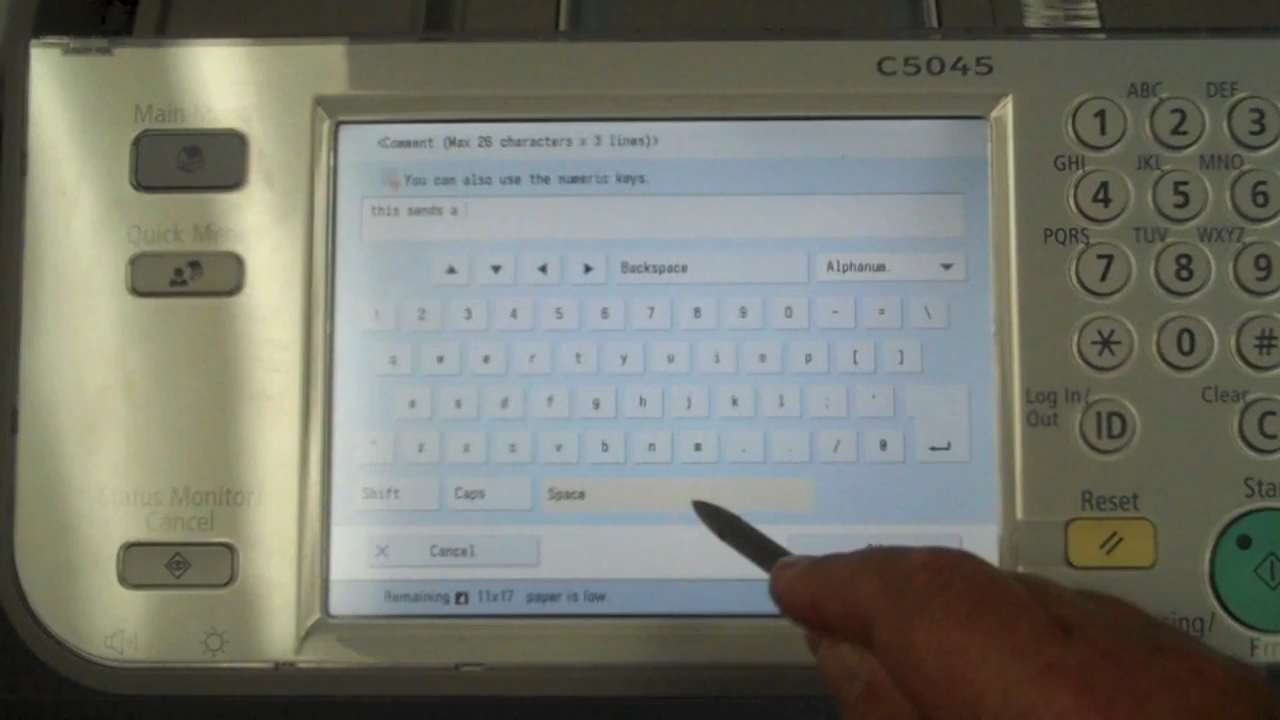 C5045
Main
Quick
Status Monitor/
Cancel
<Comment (Max 26 characters x 3 lines)>
You can also use the numeric keys.
this sends a
Backspace
Alphanum.
1 2 3 4 5 6 7 8 9 0 - = \
q w e r t y u i o p [ ]
a s d f g h j k l ; '
z x c v b n m , . / @
Shift Caps Space
Cancel
Remaining 4 11x17 paper is low.
ABC DEF
1 2 3
GHI JKL MNO
4 5 6
PQRS TUV WXYZ
7 8 9
* 0 #
Log In/
Out
ID
Clear
C
Reset